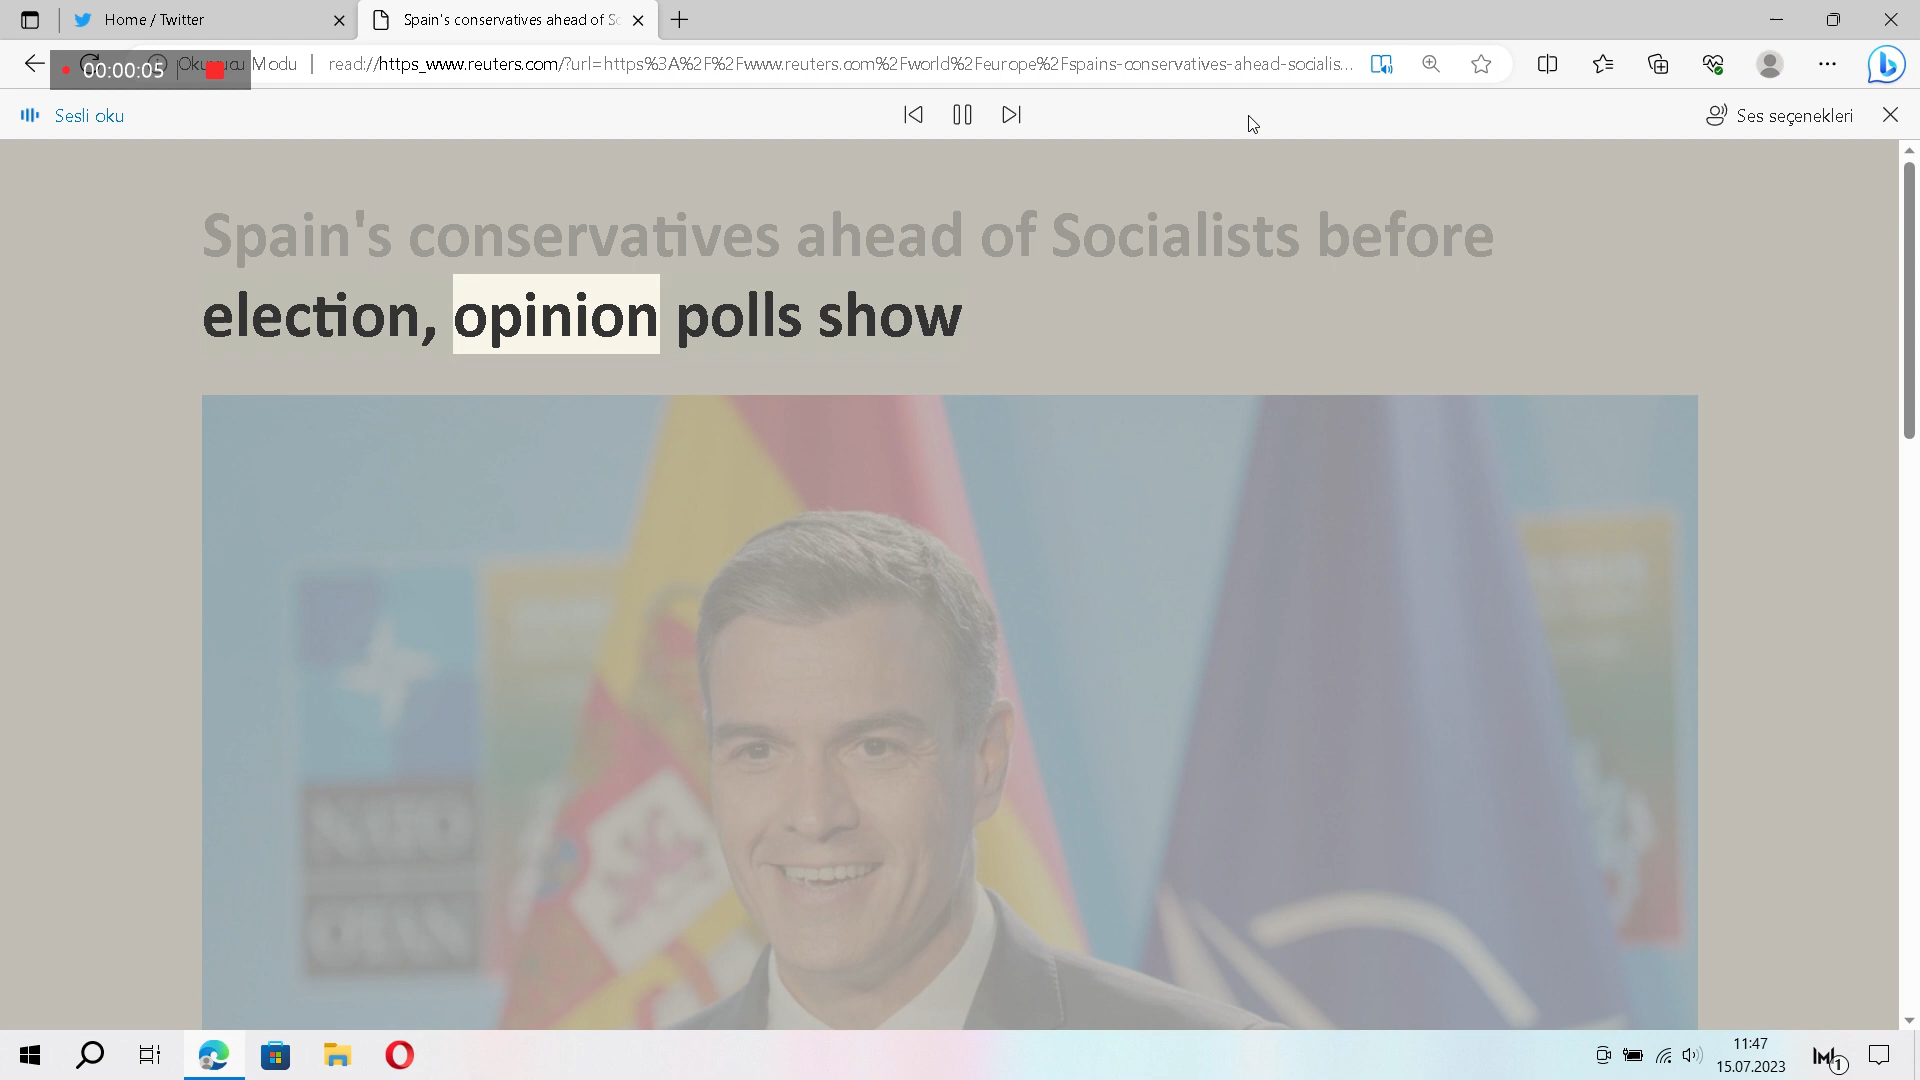 Home / Twitter
Spain's conservatives ahead of So
00:00:05
Modu
read://https_www.reuters.com/?url=https%3A%2F%2Fwww.reuters.com%2Fworld%2Feurope%2Fspains-conservatives-ahead-socialis...
Sesli oku
Ses seçenekleri
Spain's conservatives ahead of Socialists before
election, opinion polls show
11:47
15.07.2023
1